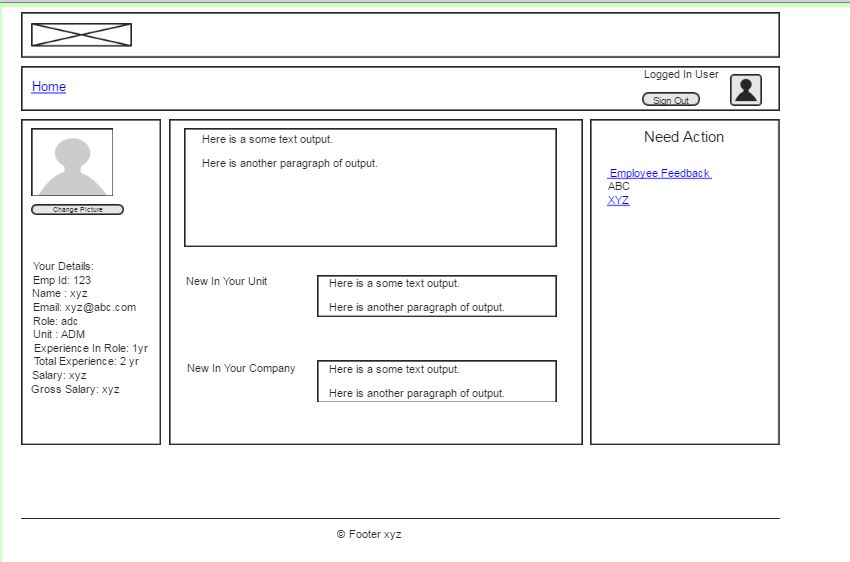 Home
Logged In User
Sign Out
Change Picture
Your Details:
Emp Id: 123
Name : xyz
Email: xyz@abc.com
Role: adc
Unit : ADM
Experience In Role: 1yr
Total Experience: 2 yr
Salary: xyz
Gross Salary: xyz
Here is a some text output.
Here is another paragraph of output.
New In Your Unit
Here is a some text output.
Here is another paragraph of output.
New In Your Company
Here is a some text output.
Here is another paragraph of output.
Need Action
Employee Feedback
ABC
XYZ
© Footer xyz